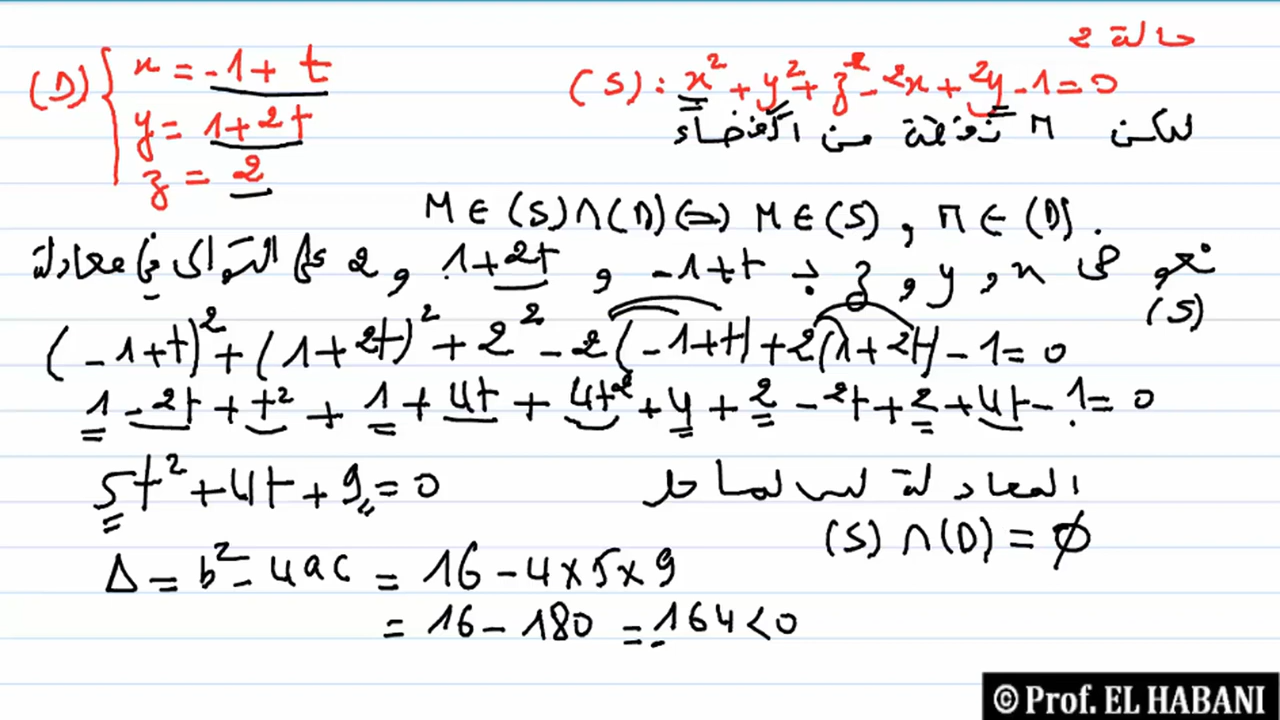 حالة 2
(D) { x = -1 + t
y = 1 + 2t
z = 2
(S) : x² + y² + z² - 2x + 2y - 1 = 0
لتكن M نقطة من الفضاء
M ∈ (S) ∩ (D) ⇔ M ∈ (S) , M ∈ (D) .
نعوض x , y , z ب -1+t , 1+2t , 2 على التوالي في معادلة (S)
(-1+t)² + (1+2t)² + 2² - 2(-1+t) + 2(1+2t) - 1 = 0
1 - 2t + t² + 1 + 4t + 4t² + 4 + 2 - 2t + 2 + 4t - 1 = 0
5t² + 4t + 9 = 0
المعادلة ليس لها حل
(S) ∩ (D) = ∅
Δ = b² - 4ac = 16 - 4×5×9
= 16 - 180 = -164 < 0
© Prof. EL HABANI